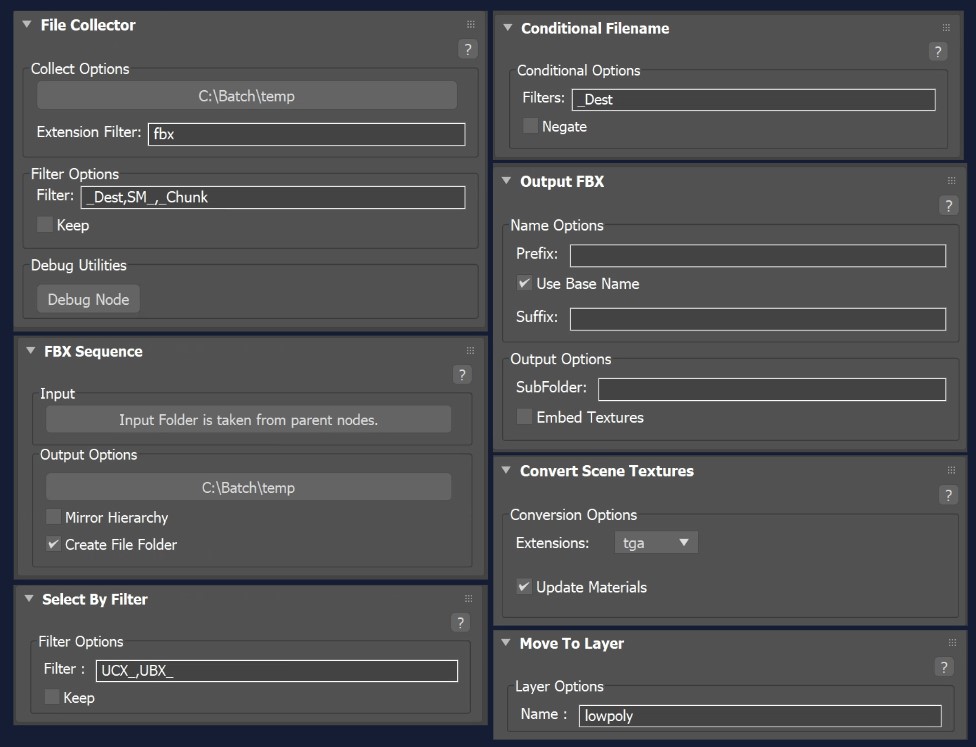 File Collector
?
Collect Options
C:\Batch\temp
Extension Filter: fbx
Filter Options
Filter: _Dest,SM_,_Chunk
Keep
Debug Utilities
Debug Node
FBX Sequence
?
Input
Input Folder is taken from parent nodes.
Output Options
C:\Batch\temp
Mirror Hierarchy
Create File Folder
Select By Filter
?
Filter Options
Filter : UCX_,UBX_
Keep
Conditional Filename
?
Conditional Options
Filters: _Dest
Negate
Output FBX
?
Name Options
Prefix:
Use Base Name
Suffix:
Output Options
SubFolder:
Embed Textures
Convert Scene Textures
?
Conversion Options
Extensions: tga
Update Materials
Move To Layer
?
Layer Options
Name : lowpoly